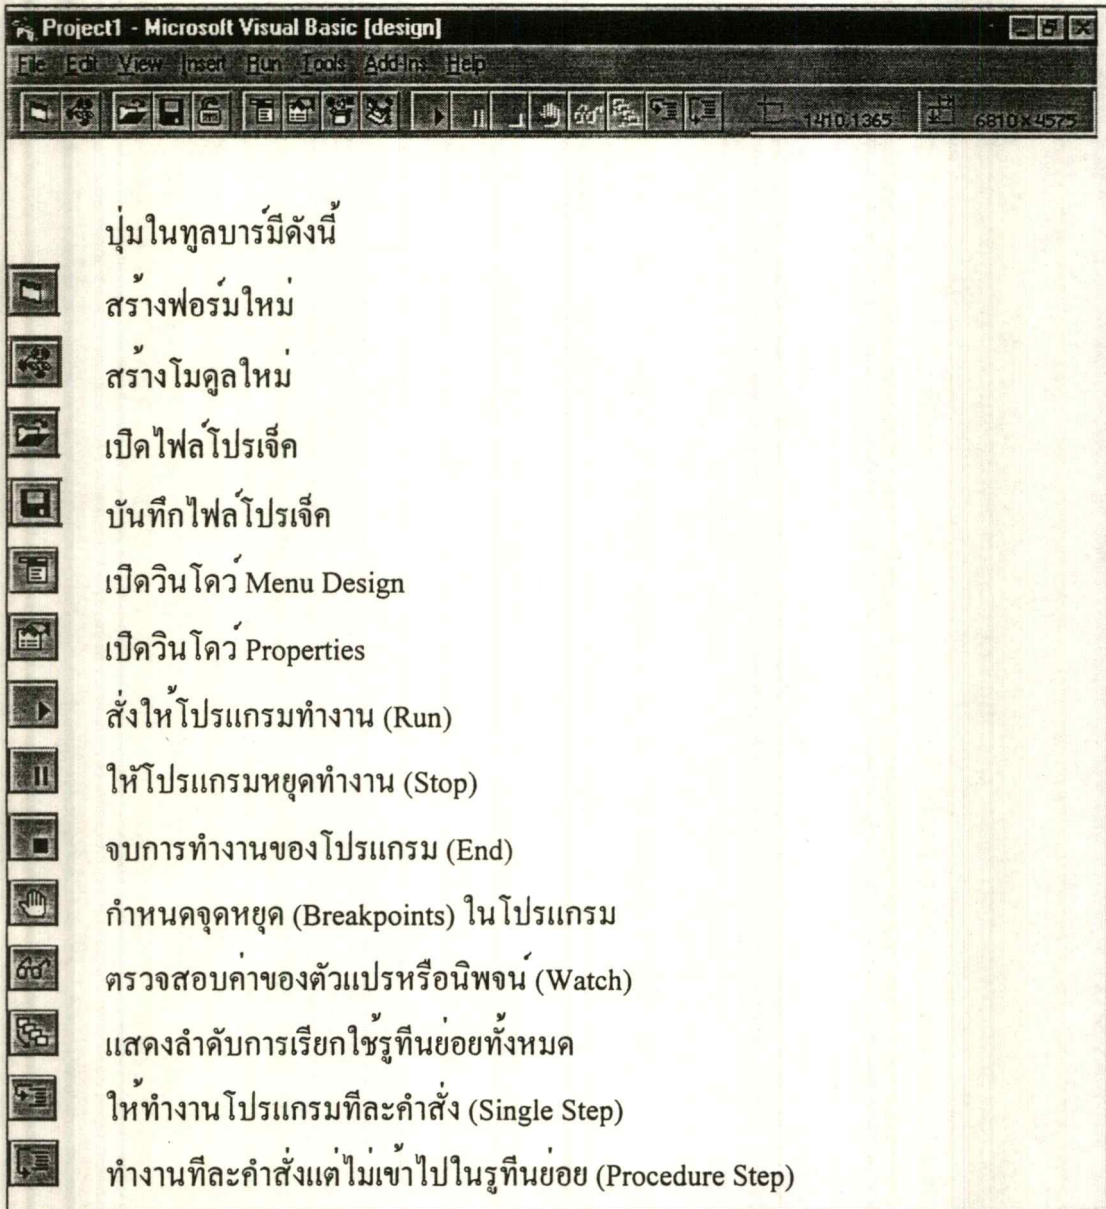 Project1 - Microsoft Visual Basic [design]
File Edit View Insert Run Tools Add-Ins Help
1410,1365 6810 x 4575
ปุ่มในทูลบาร์มีดังนี้
สร้างฟอร์มใหม่
สร้างโมดูลใหม่
เปิดไฟล์โปรเจ็ค
บันทึกไฟล์โปรเจ็ค
เปิดวินโดว์ Menu Design
เปิดวินโดว์ Properties
สั่งให้โปรแกรมทำงาน (Run)
ให้โปรแกรมหยุดทำงาน (Stop)
จบการทำงานของโปรแกรม (End)
กำหนดจุดหยุด (Breakpoints) ในโปรแกรม
ตรวจสอบค่าของตัวแปรหรือนิพจน์ (Watch)
แสดงลำดับการเรียกใช้รูทีนย่อยทั้งหมด
ให้ทำงานโปรแกรมทีละคำสั่ง (Single Step)
ทำงานทีละคำสั่งแต่ไม่เข้าไปในรูทีนย่อย (Procedure Step)